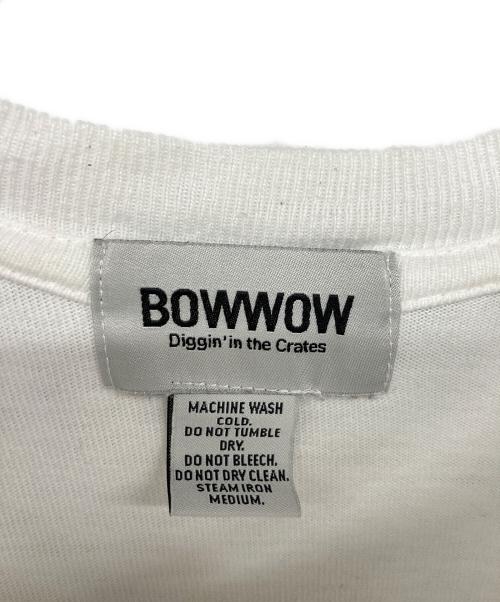 BOWWOW
Diggin' in the Crates
MACHINE WASH
COLD.
DO NOT TUMBLE
DRY.
DO NOT BLEECH.
DO NOT DRY CLEAN.
STEAM IRON
MEDIUM.